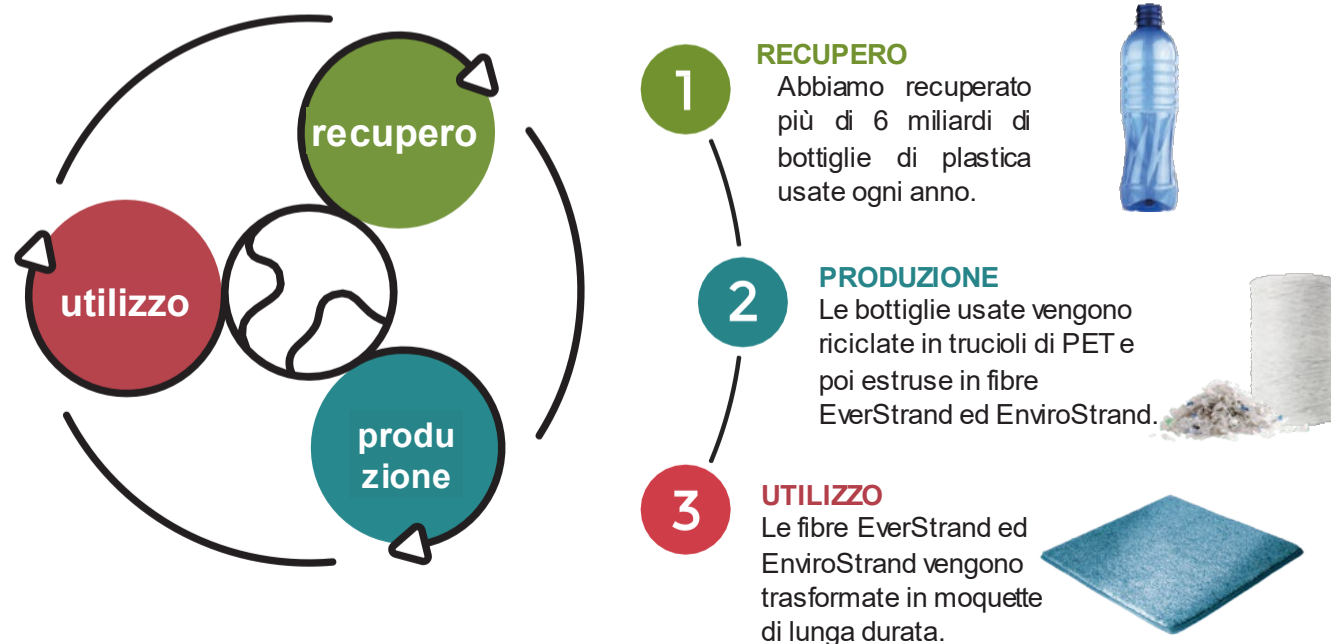 recupero
utilizzo
produ
zione
1
RECUPERO
Abbiamo recuperato
più di 6 miliardi di
bottiglie di plastica
usate ogni anno.
2
PRODUZIONE
Le bottiglie usate vengono
riciclate in trucioli di PET e
poi estruse in fibre
EverStrand ed EnviroStrand.
3
UTILIZZO
Le fibre EverStrand ed
EnviroStrand vengono
trasformate in moquette
di lunga durata.